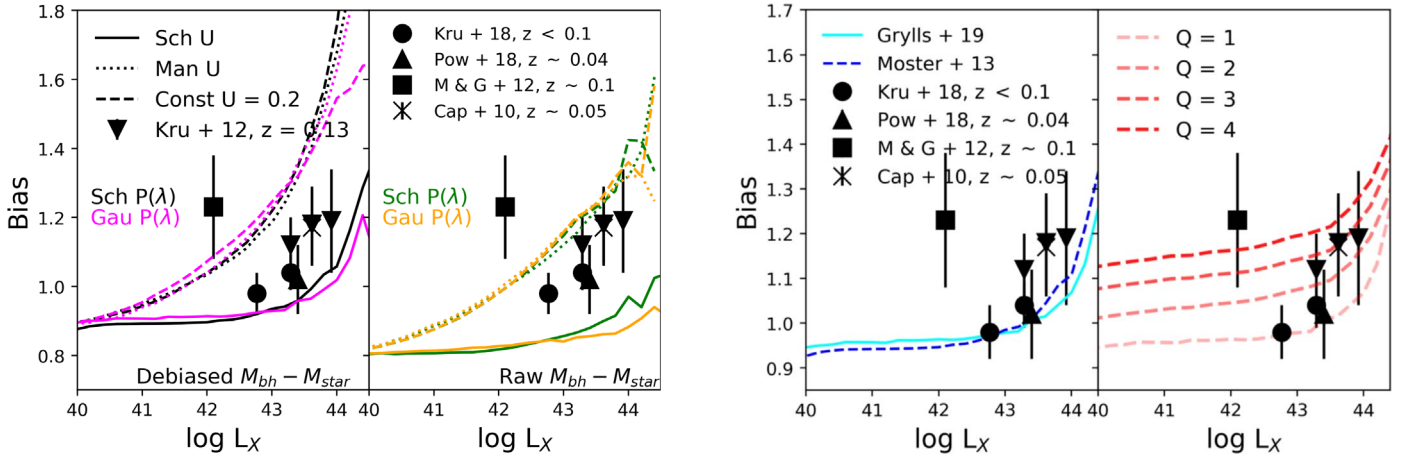 Bias
1.8
1.6
1.4
1.2
1.0
0.8
Sch U
Man U
Const U = 0.2
Kru + 12, z = 0.13
Sch P(λ)
Gau P(λ)
Debiased M_bh − M_star
40 41 42 43 44
log L_X
Kru + 18, z < 0.1
Pow + 18, z ~ 0.04
M & G + 12, z ~ 0.1
Cap + 10, z ~ 0.05
Sch P(λ)
Gau P(λ)
Raw M_bh − M_star
40 41 42 43 44
log L_X
Bias
1.7
1.6
1.5
1.4
1.3
1.2
1.1
1.0
0.9
Grylls + 19
Moster + 13
Kru + 18, z < 0.1
Pow + 18, z ~ 0.04
M & G + 12, z ~ 0.1
Cap + 10, z ~ 0.05
40 41 42 43 44
log L_X
Q = 1
Q = 2
Q = 3
Q = 4
40 41 42 43 44
log L_X